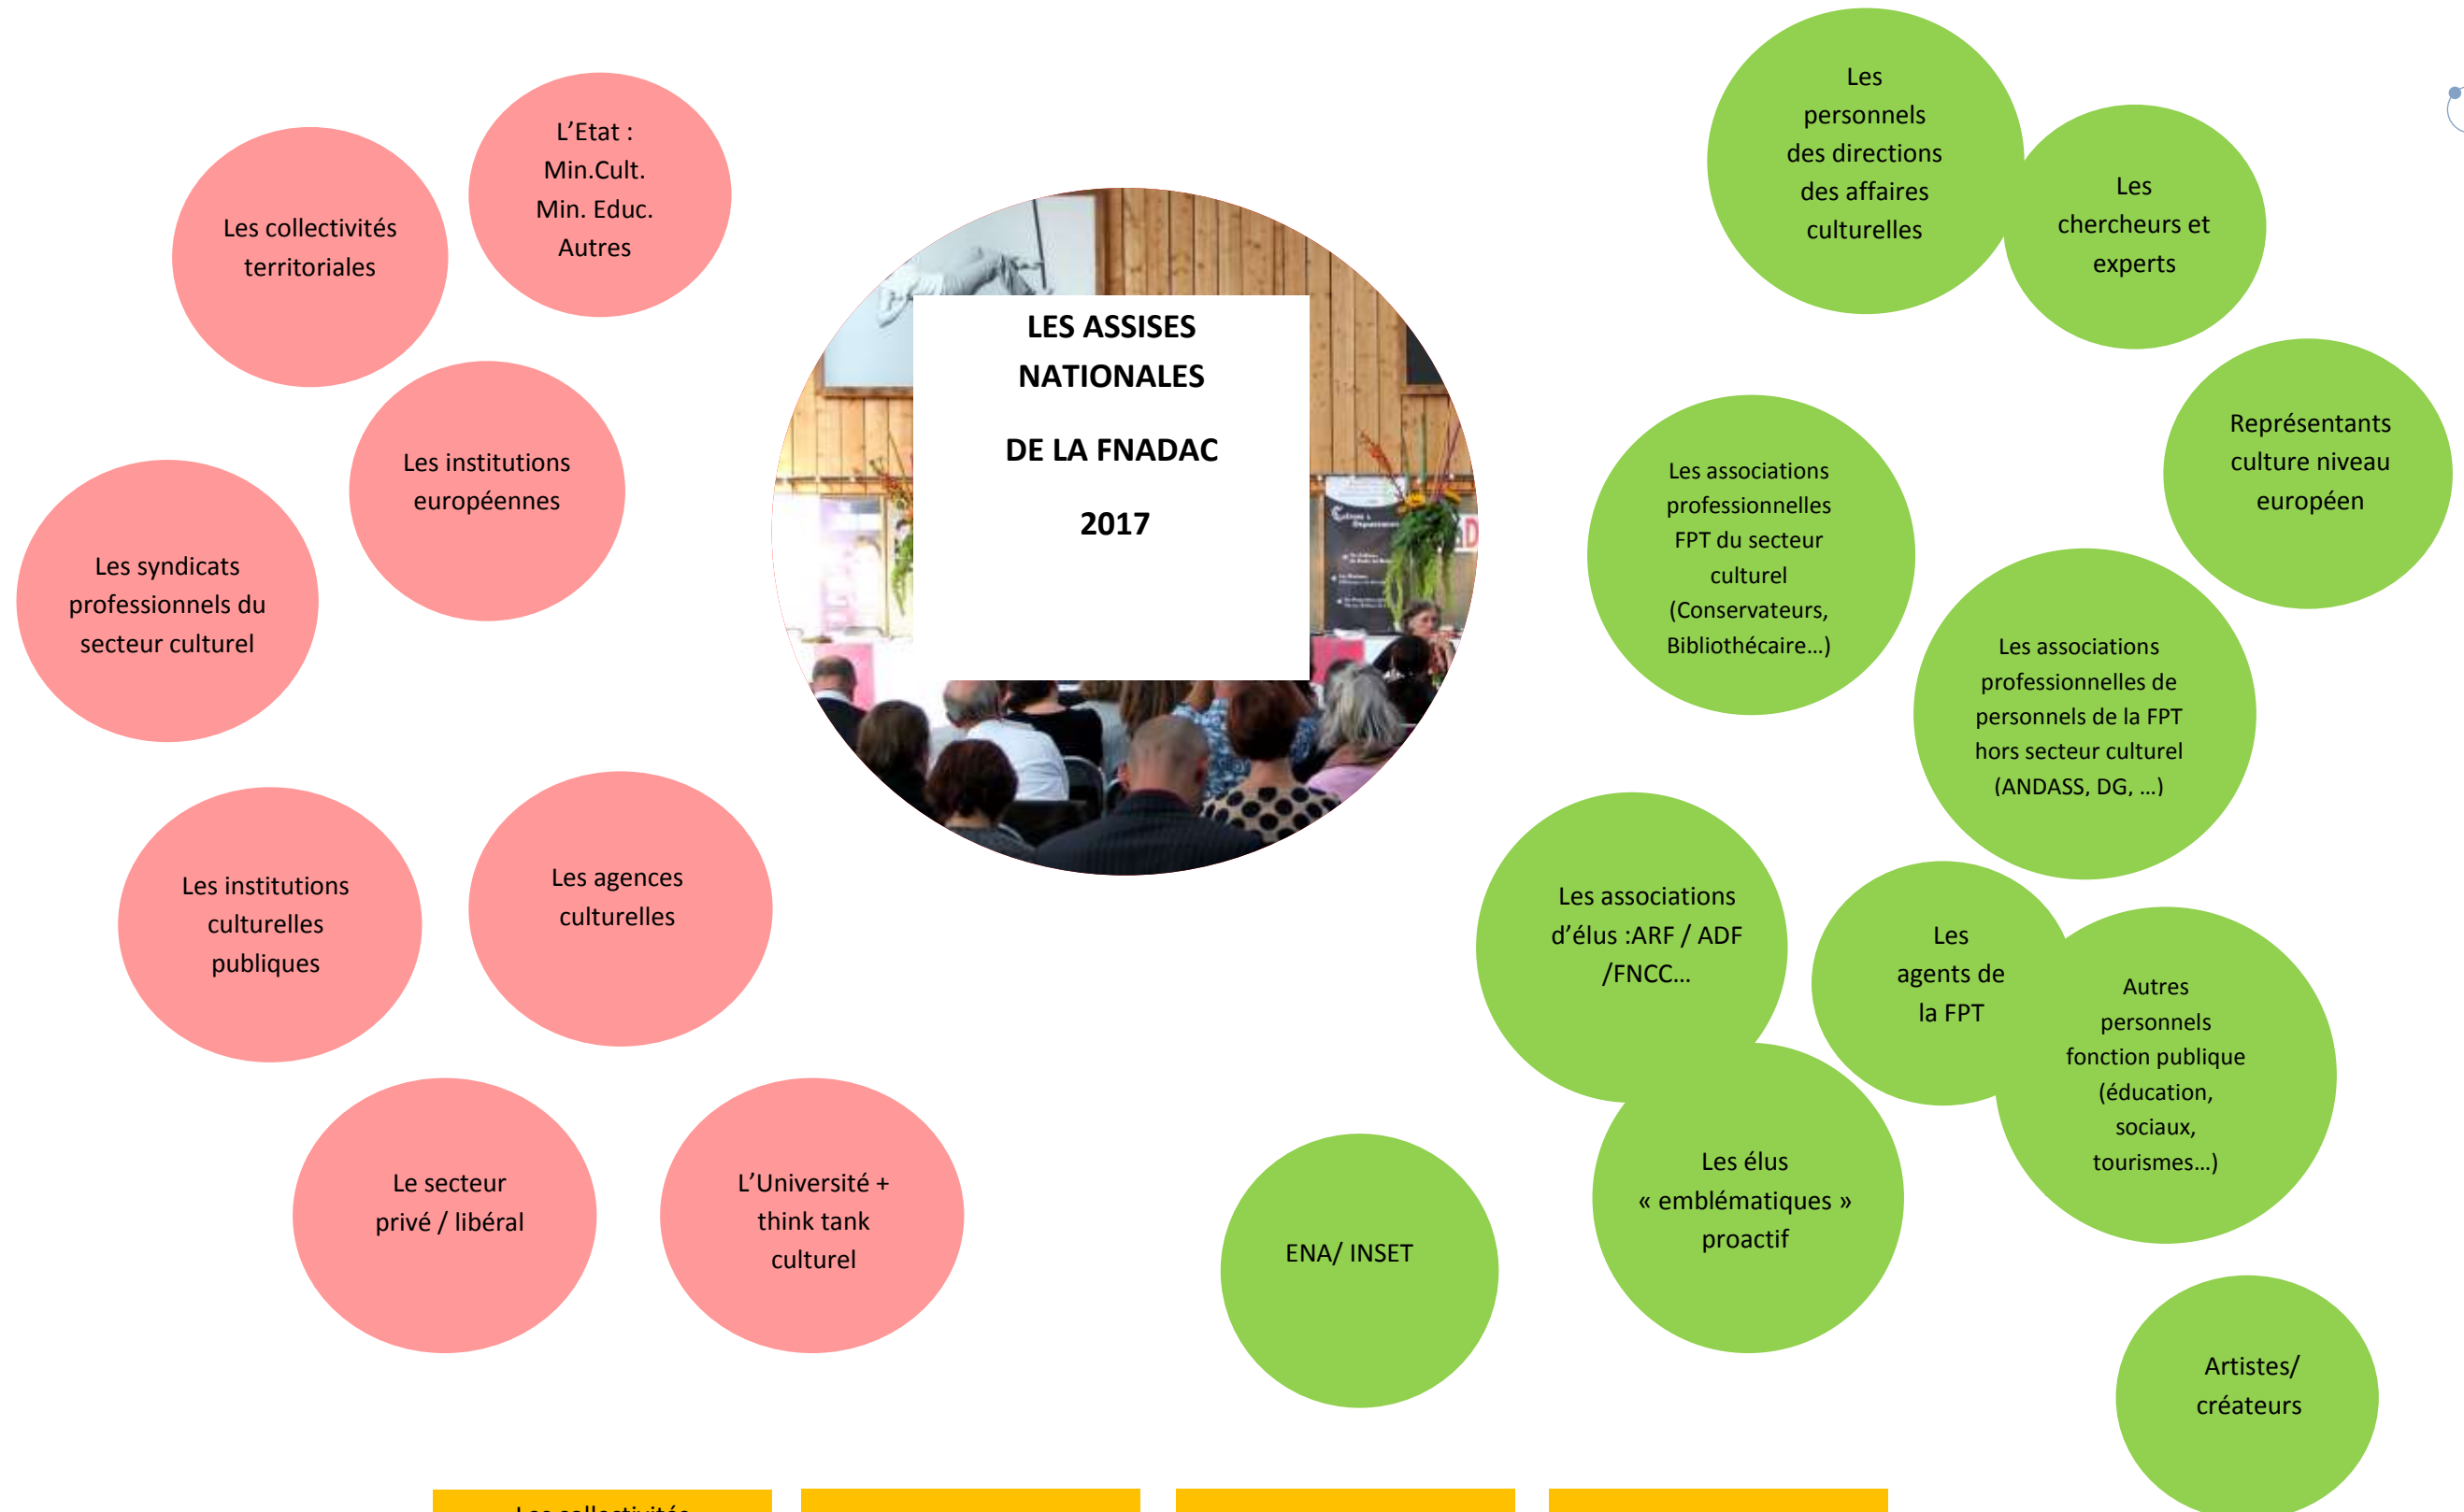 L'Etat :
Min.Cult.
Min. Educ.
Autres
Les collectivités
territoriales
Les institutions
européennes
Les syndicats
professionnels du
secteur culturel
Les institutions
culturelles
publiques
Les agences
culturelles
Le secteur
privé / libéral
L'Université +
think tank
culturel
LES ASSISES
NATIONALES
DE LA FNADAC
2017
Les
personnels
des directions
des affaires
culturelles
Les
chercheurs et
experts
Représentants
culture niveau
européen
Les associations
professionnelles
FPT du secteur
culturel
(Conservateurs,
Bibliothécaire…)
Les associations
professionnelles de
personnels de la FPT
hors secteur culturel
(ANDASS, DG, …)
Les associations
d'élus :ARF / ADF
/FNCC…
Les
agents de
la FPT
Autres
personnels
fonction publique
(éducation,
sociaux,
tourismes…)
Les élus
« emblématiques »
proactif
ENA/ INSET
Artistes/
créateurs
Les collectivités